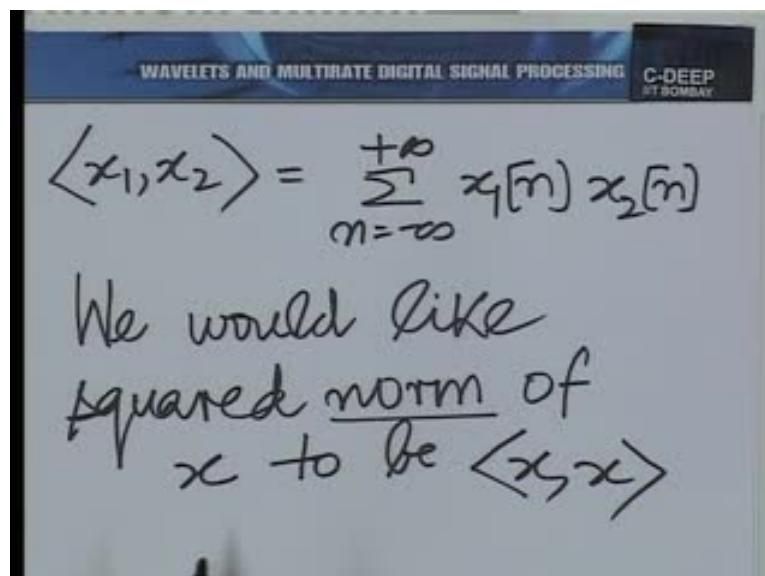 WAVELETS AND MULTIRATE DIGITAL SIGNAL PROCESSING
C-DEEP
IIT BOMBAY
+∞
⟨x₁, x₂⟩ = Σ x₁[n] x₂[n]
n=-∞
We would like
squared norm of
x to be ⟨x, x⟩